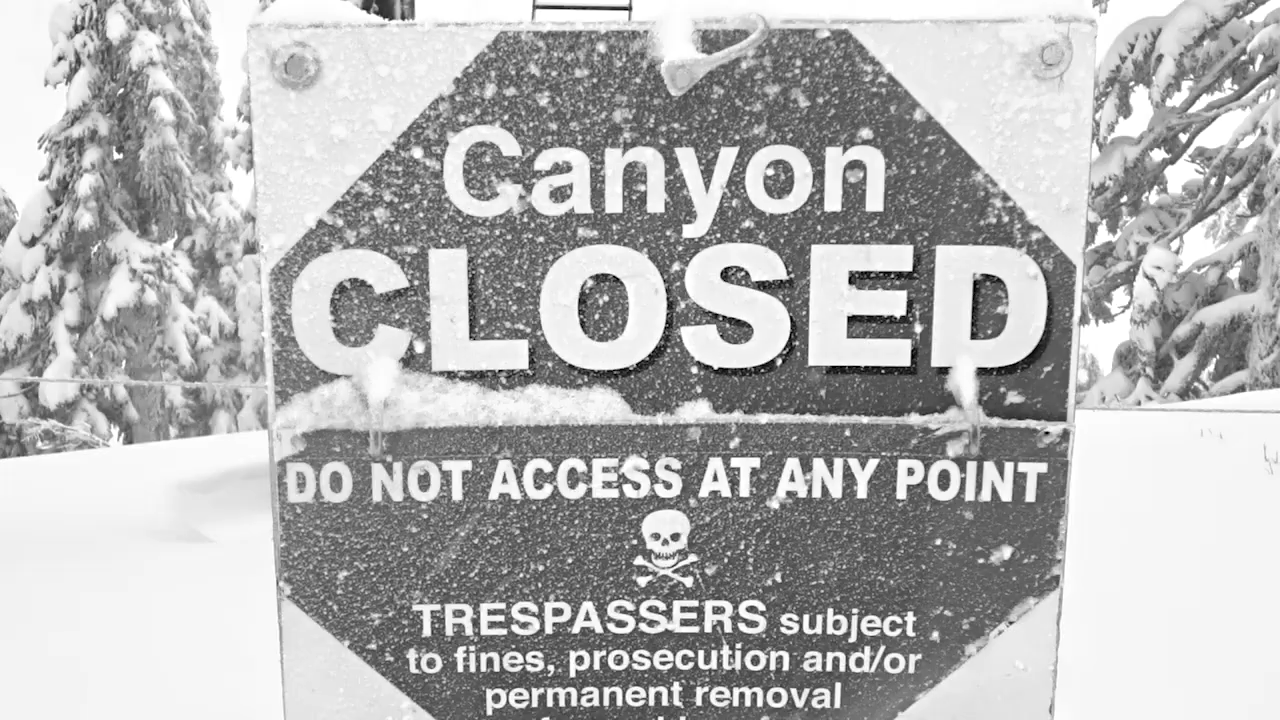 Canyon
CLOSED
DO NOT ACCESS AT ANY POINT
TRESPASSERS subject
to fines, prosecution and/or
permanent removal